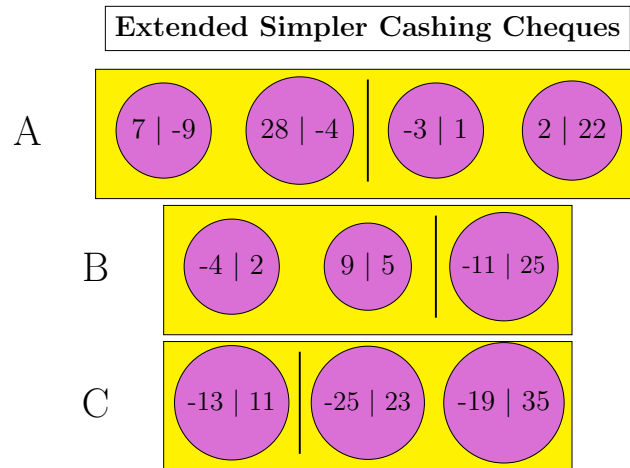 Extended Simpler Cashing Cheques
A 7 | -9 28 | -4 -3 | 1 2 | 22
B -4 | 2 9 | 5 -11 | 25
C -13 | 11 -25 | 23 -19 | 35